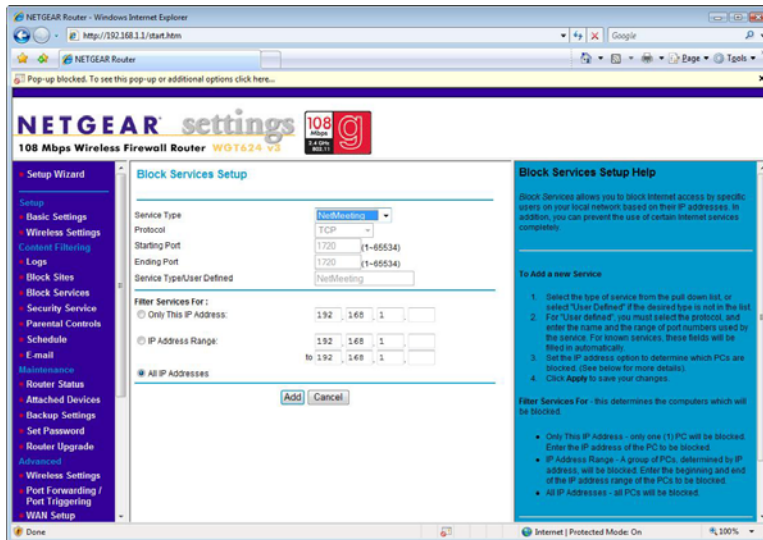 NETGEAR Router - Windows Internet Explorer
http://192.168.1.1/start.htm
Google
NETGEAR Router
Page
Tools
Pop-up blocked. To see this pop-up or additional options click here...
NETGEAR settings
108 Mbps Wireless Firewall Router WGT624 v3
108
Mbps
2.4 GHz
802.11
g
Setup Wizard
Setup
Basic Settings
Wireless Settings
Content Filtering
Logs
Block Sites
Block Services
Security Service
Parental Controls
Schedule
E-mail
Maintenance
Router Status
Attached Devices
Backup Settings
Set Password
Router Upgrade
Advanced
Wireless Settings
Port Forwarding /
Port Triggering
WAN Setup
Block Services Setup
Service Type NetMeeting
Protocol TCP
Starting Port 1720 (1~65534)
Ending Port 1720 (1~65534)
Service Type/User Defined NetMeeting
Filter Services For :
Only This IP Address: 192 . 168 . 1 .
IP Address Range: 192 . 168 . 1 .
to 192 . 168 . 1 .
All IP Addresses
Add Cancel
Block Services Setup Help
Block Services allows you to block Internet access by specific
users on your local network based on their IP addresses. In
addition, you can prevent the use of certain Internet services
completely.
To Add a new Service
1. Select the type of service from the pull down list, or
select "User Defined" if the desired type is not in the list.
2. For "User defined", you must select the protocol, and
enter the name and the range of port numbers used by
the service. For known services, these fields will be
filled in automatically.
3. Set the IP address option to determine which PCs are
blocked. (See below for more details).
4. Click Apply to save your changes.
Filter Services For - this determines the computers which will
be blocked.
Only This IP Address - only one (1) PC will be blocked.
Enter the IP address of the PC to be blocked.
IP Address Range - A group of PCs, determined by IP
address, will be blocked. Enter the beginning and end
of the IP address range of the PCs to be blocked.
All IP Addresses - all PCs will be blocked.
Done
Internet | Protected Mode: On
100%